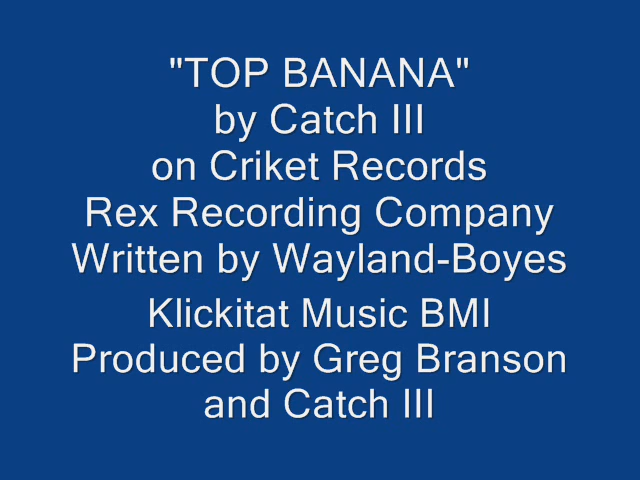 "TOP BANANA"
by Catch III
on Criket Records
Rex Recording Company
Written by Wayland-Boyes
Klickitat Music BMI
Produced by Greg Branson
and Catch III